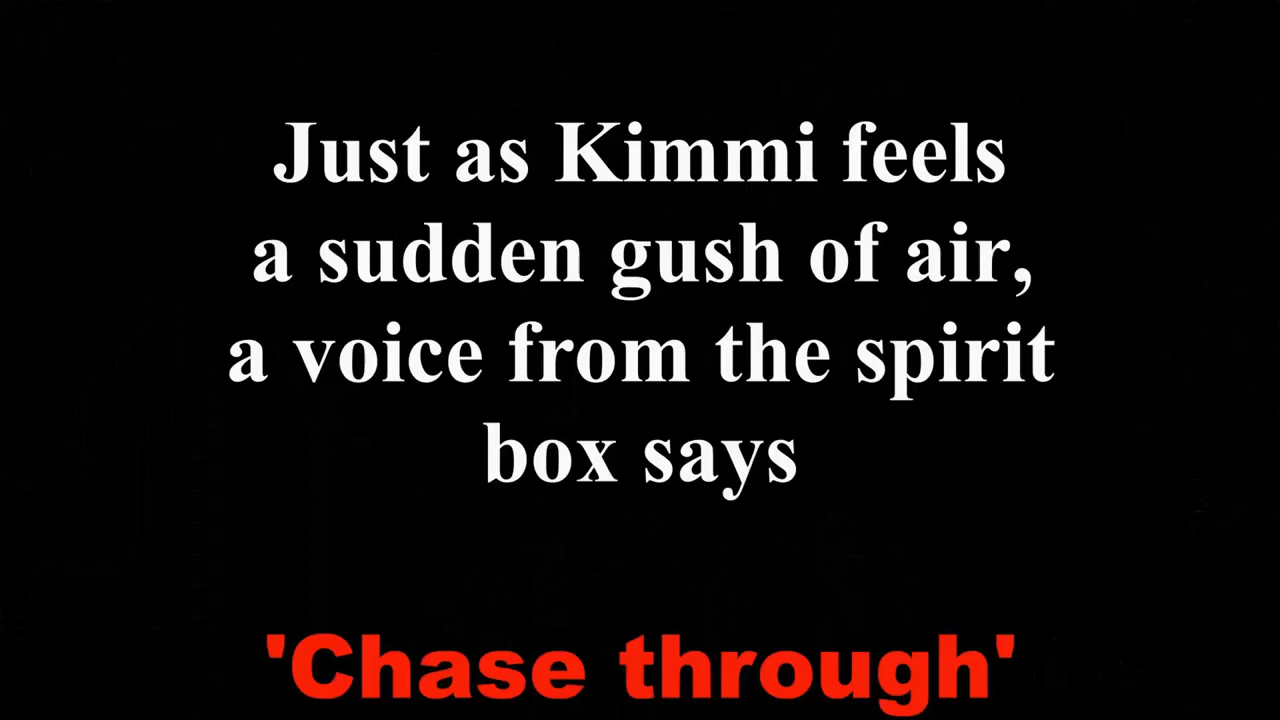 Just as Kimmi feels
a sudden gush of air,
a voice from the spirit
box says
'Chase through'